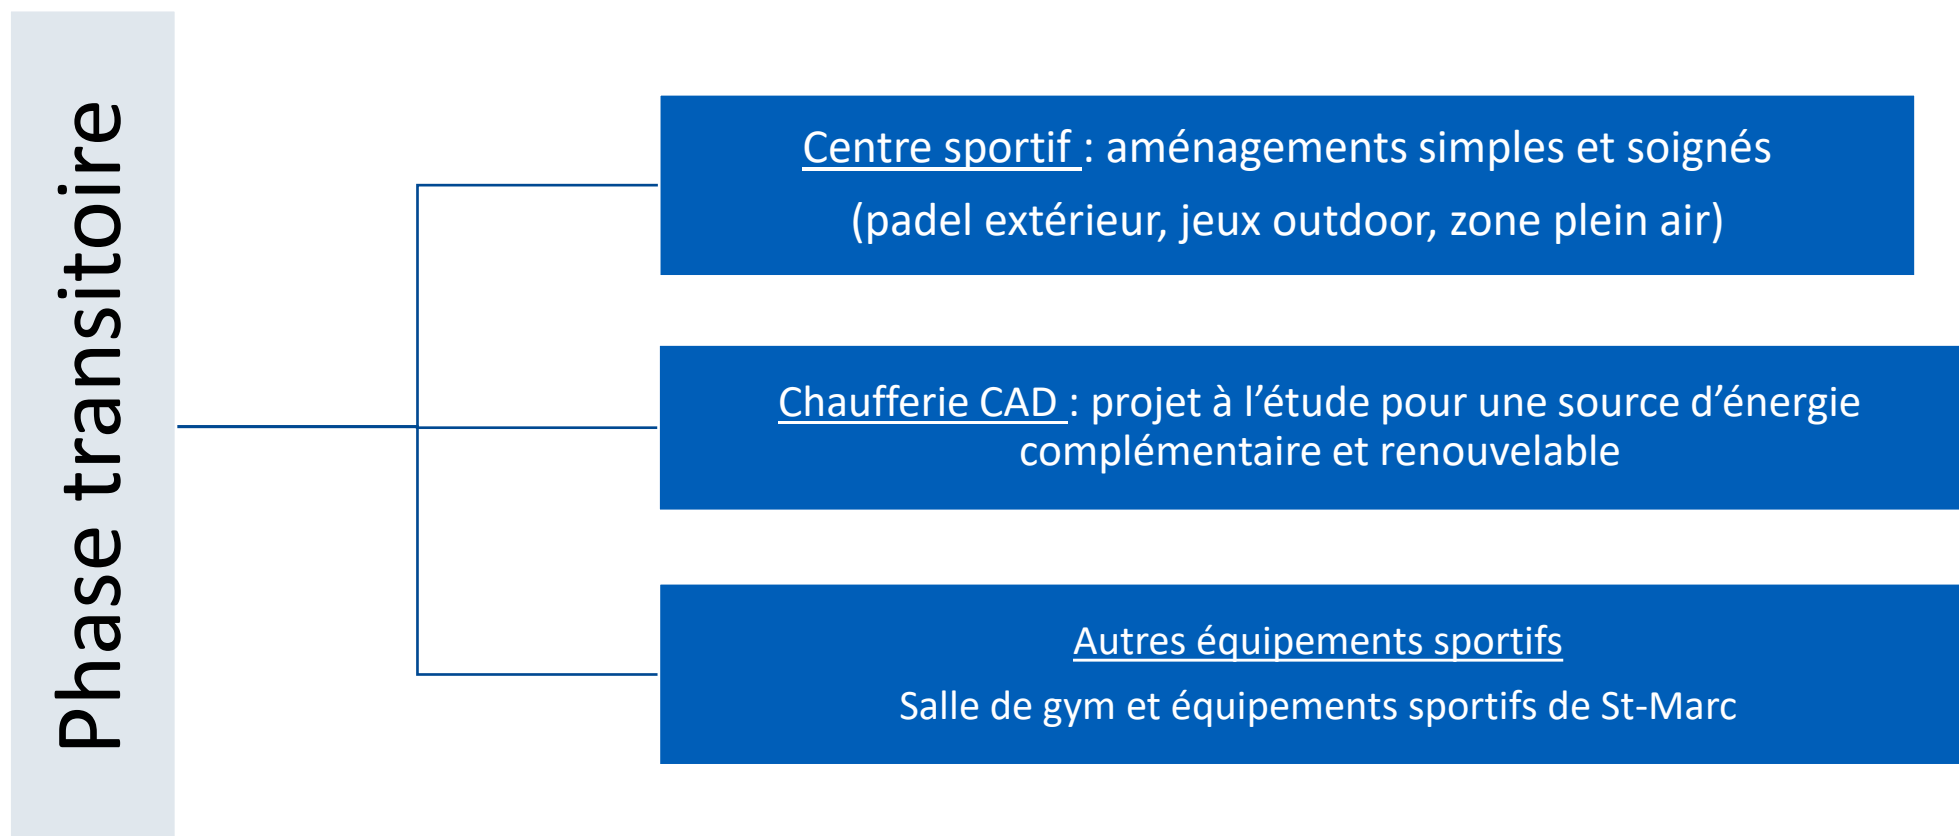 Phase transitoire
Centre sportif : aménagements simples et soignés
(padel extérieur, jeux outdoor, zone plein air)
Chaufferie CAD : projet à l’étude pour une source d’énergie
complémentaire et renouvelable
Autres équipements sportifs
Salle de gym et équipements sportifs de St-Marc